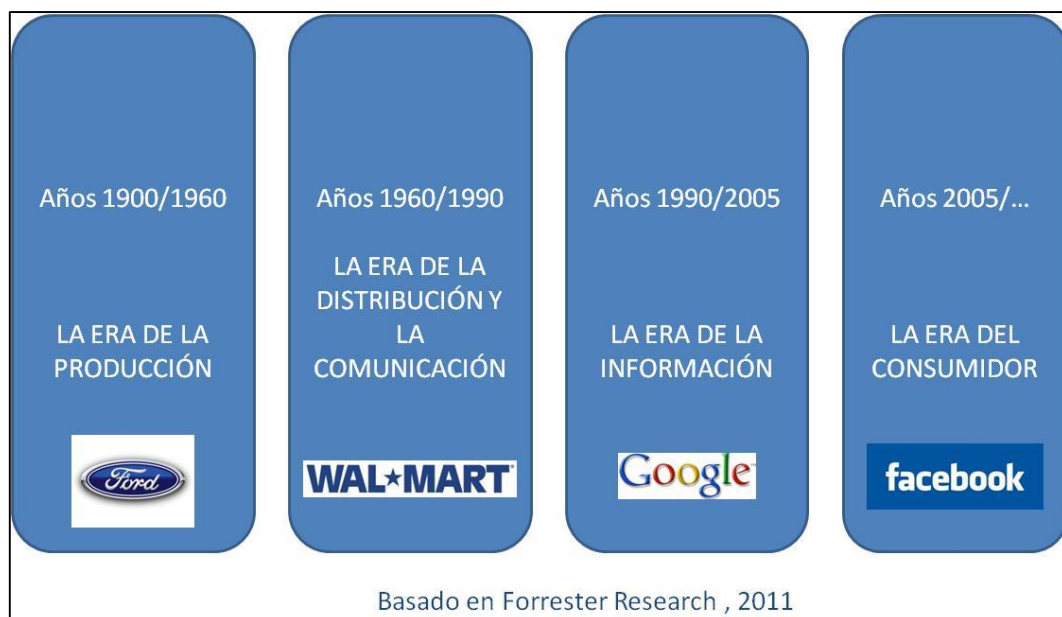 Años 1900/1960
LA ERA DE LA
PRODUCCIÓN
Ford
Años 1960/1990
LA ERA DE LA
DISTRIBUCIÓN Y
LA
COMUNICACIÓN
WAL★MART
Años 1990/2005
LA ERA DE LA
INFORMACIÓN
Google
Años 2005/...
LA ERA DEL
CONSUMIDOR
facebook
Basado en Forrester Research , 2011